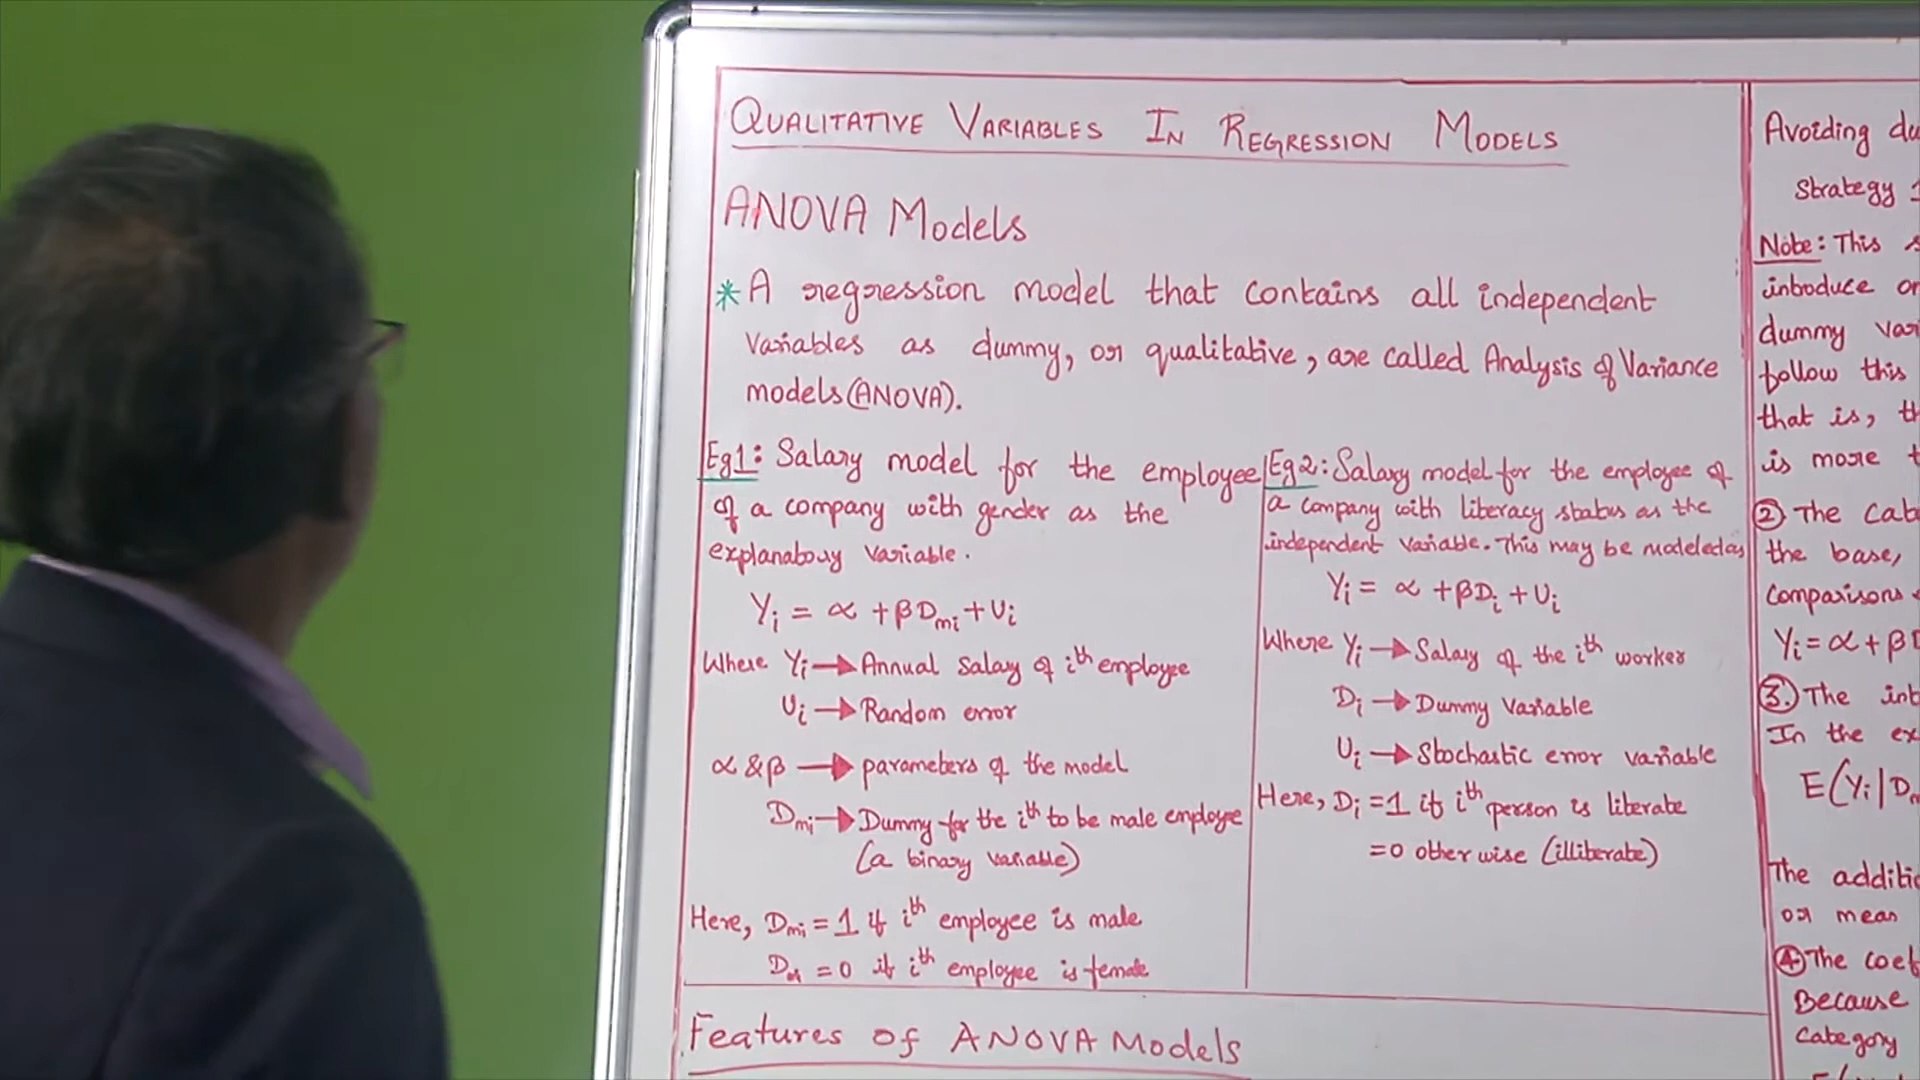 QUALITATIVE VARIABLES IN REGRESSION MODELS
ANOVA Models
* A regression model that contains all independent
variables as dummy, or qualitative, are called Analysis of Variance
models (ANOVA).
Eg1: Salary model for the employee
of a company with gender as the
explanatory variable.
Yi = α + βDmi + Ui
Where Yi → Annual Salary of ith employee
Ui → Random error
α & β → parameters of the model
Dmi → Dummy for the ith to be male employee
(a binary variable)
Here, Dmi = 1 if ith employee is male
= 0 if ith employee is female
Eg2: Salary model for the employee of
a company with literacy status as the
independent variable. This may be modeled as
Yi = α + βDi + Ui
Where Yi → Salary of the ith worker
Di → Dummy Variable
Ui → Stochastic error variable
Here, Di = 1 if ith person is literate
= 0 other wise (illiterate)
Features of ANOVA Models
Avoiding
Strategy 1
Note: This
introduce
dummy
follow this
that is,
is more
② The
the base,
Comparisons
Yi = α + β
③. The
In the
E(Yi|D
The
or mean
④ The
Because
Category